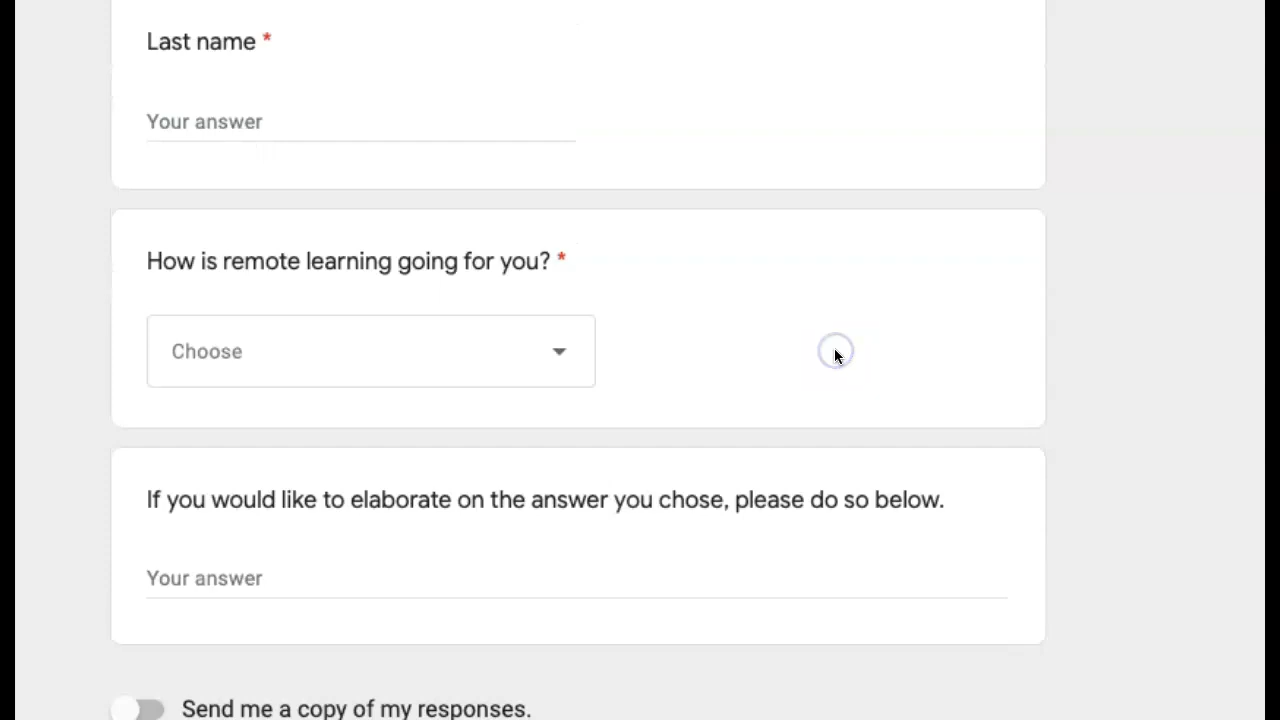 Last name *
Your answer
How is remote learning going for you? *
Choose
If you would like to elaborate on the answer you chose, please do so below.
Your answer
Send me a copy of my responses.